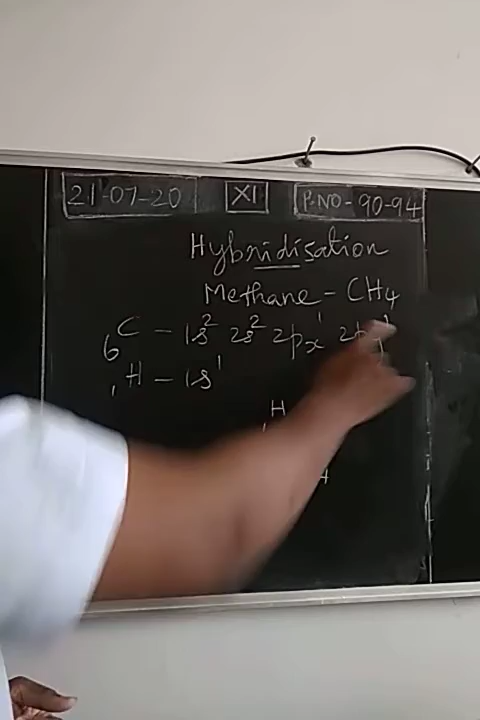 21-07-20 XI P.NO-90-94
Hybridisation
Methane - CH₄
₆C - 1s² 2s² 2pₓ¹
₁H - 1s¹
H
H